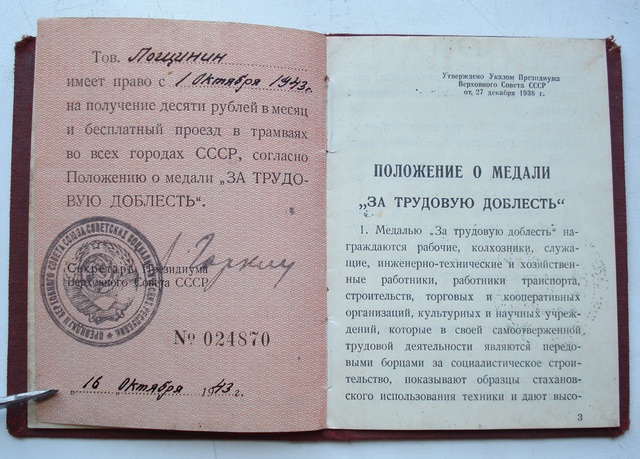 Тов. Лощинин
имеет право с 1 Октября 1943 г.
на получение десяти рублей в месяц
и бесплатный проезд в трамваях
во всех городах СССР, согласно
Положению о медали „ЗА ТРУДО-
ВУЮ ДОБЛЕСТЬ“.
Секретарь Президиума
Верховного Совета СССР
№ 024870
„16 Октября 1943 г.
Утверждено Указом Президиума
Верховного Совета СССР
от 27 декабря 1938 г.
ПОЛОЖЕНИЕ О МЕДАЛИ
„ЗА ТРУДОВУЮ ДОБЛЕСТЬ“
1. Медалью „За трудовую доблесть“ на-
граждаются рабочие, колхозники, служа-
щие, инженерно-технические и хозяйствен-
ные работники, работники транспорта,
строительств, торговых и кооперативных
организаций, культурных и научных учреж-
дений, которые в своей самоотверженной
трудовой деятельности являются передо-
выми борцами за социалистическое строи-
тельство, показывают образцы стаханов-
ского использования техники и дают высо-
3